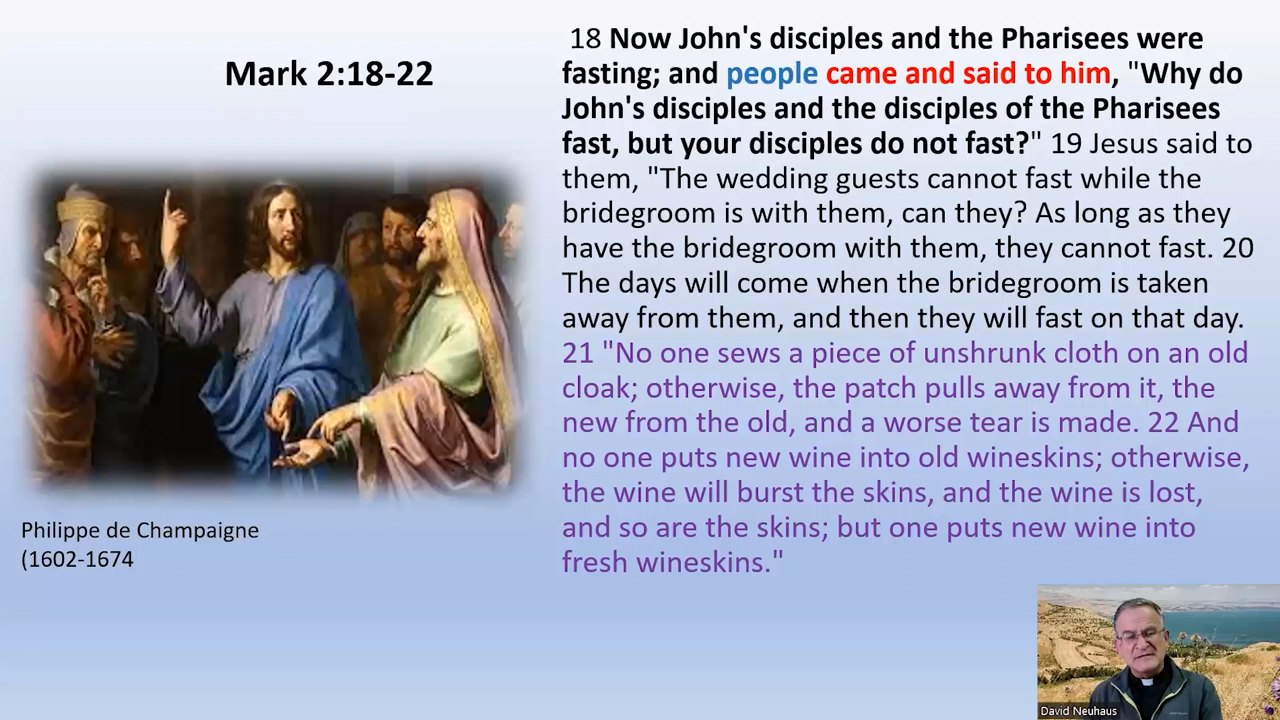 Mark 2:18-22
18 Now John's disciples and the Pharisees were
fasting; and people came and said to him, "Why do
John's disciples and the disciples of the Pharisees
fast, but your disciples do not fast?" 19 Jesus said to
them, "The wedding guests cannot fast while the
bridegroom is with them, can they? As long as they
have the bridegroom with them, they cannot fast. 20
The days will come when the bridegroom is taken
away from them, and then they will fast on that day.
21 "No one sews a piece of unshrunk cloth on an old
cloak; otherwise, the patch pulls away from it, the
new from the old, and a worse tear is made. 22 And
no one puts new wine into old wineskins; otherwise,
the wine will burst the skins, and the wine is lost,
and so are the skins; but one puts new wine into
fresh wineskins."
Philippe de Champaigne
(1602-1674
David Neuhaus